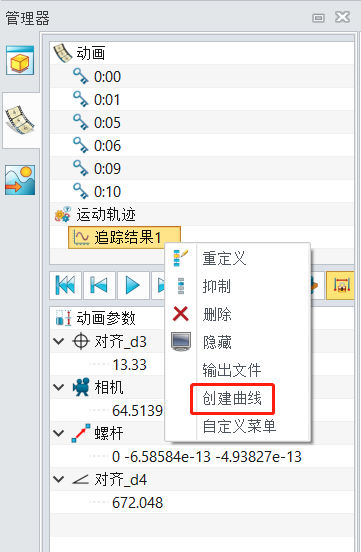 管理器
动画
0:00
0:01
0:05
0:06
0:09
0:10
运动轨迹
追踪结果1
重定义
抑制
删除
隐藏
输出文件
创建曲线
自定义菜单
动画参数
对齐_d3
13.33
相机
64.5139
螺杆
0 -6.58584e-13 -4.93827e-13
对齐_d4
672.048